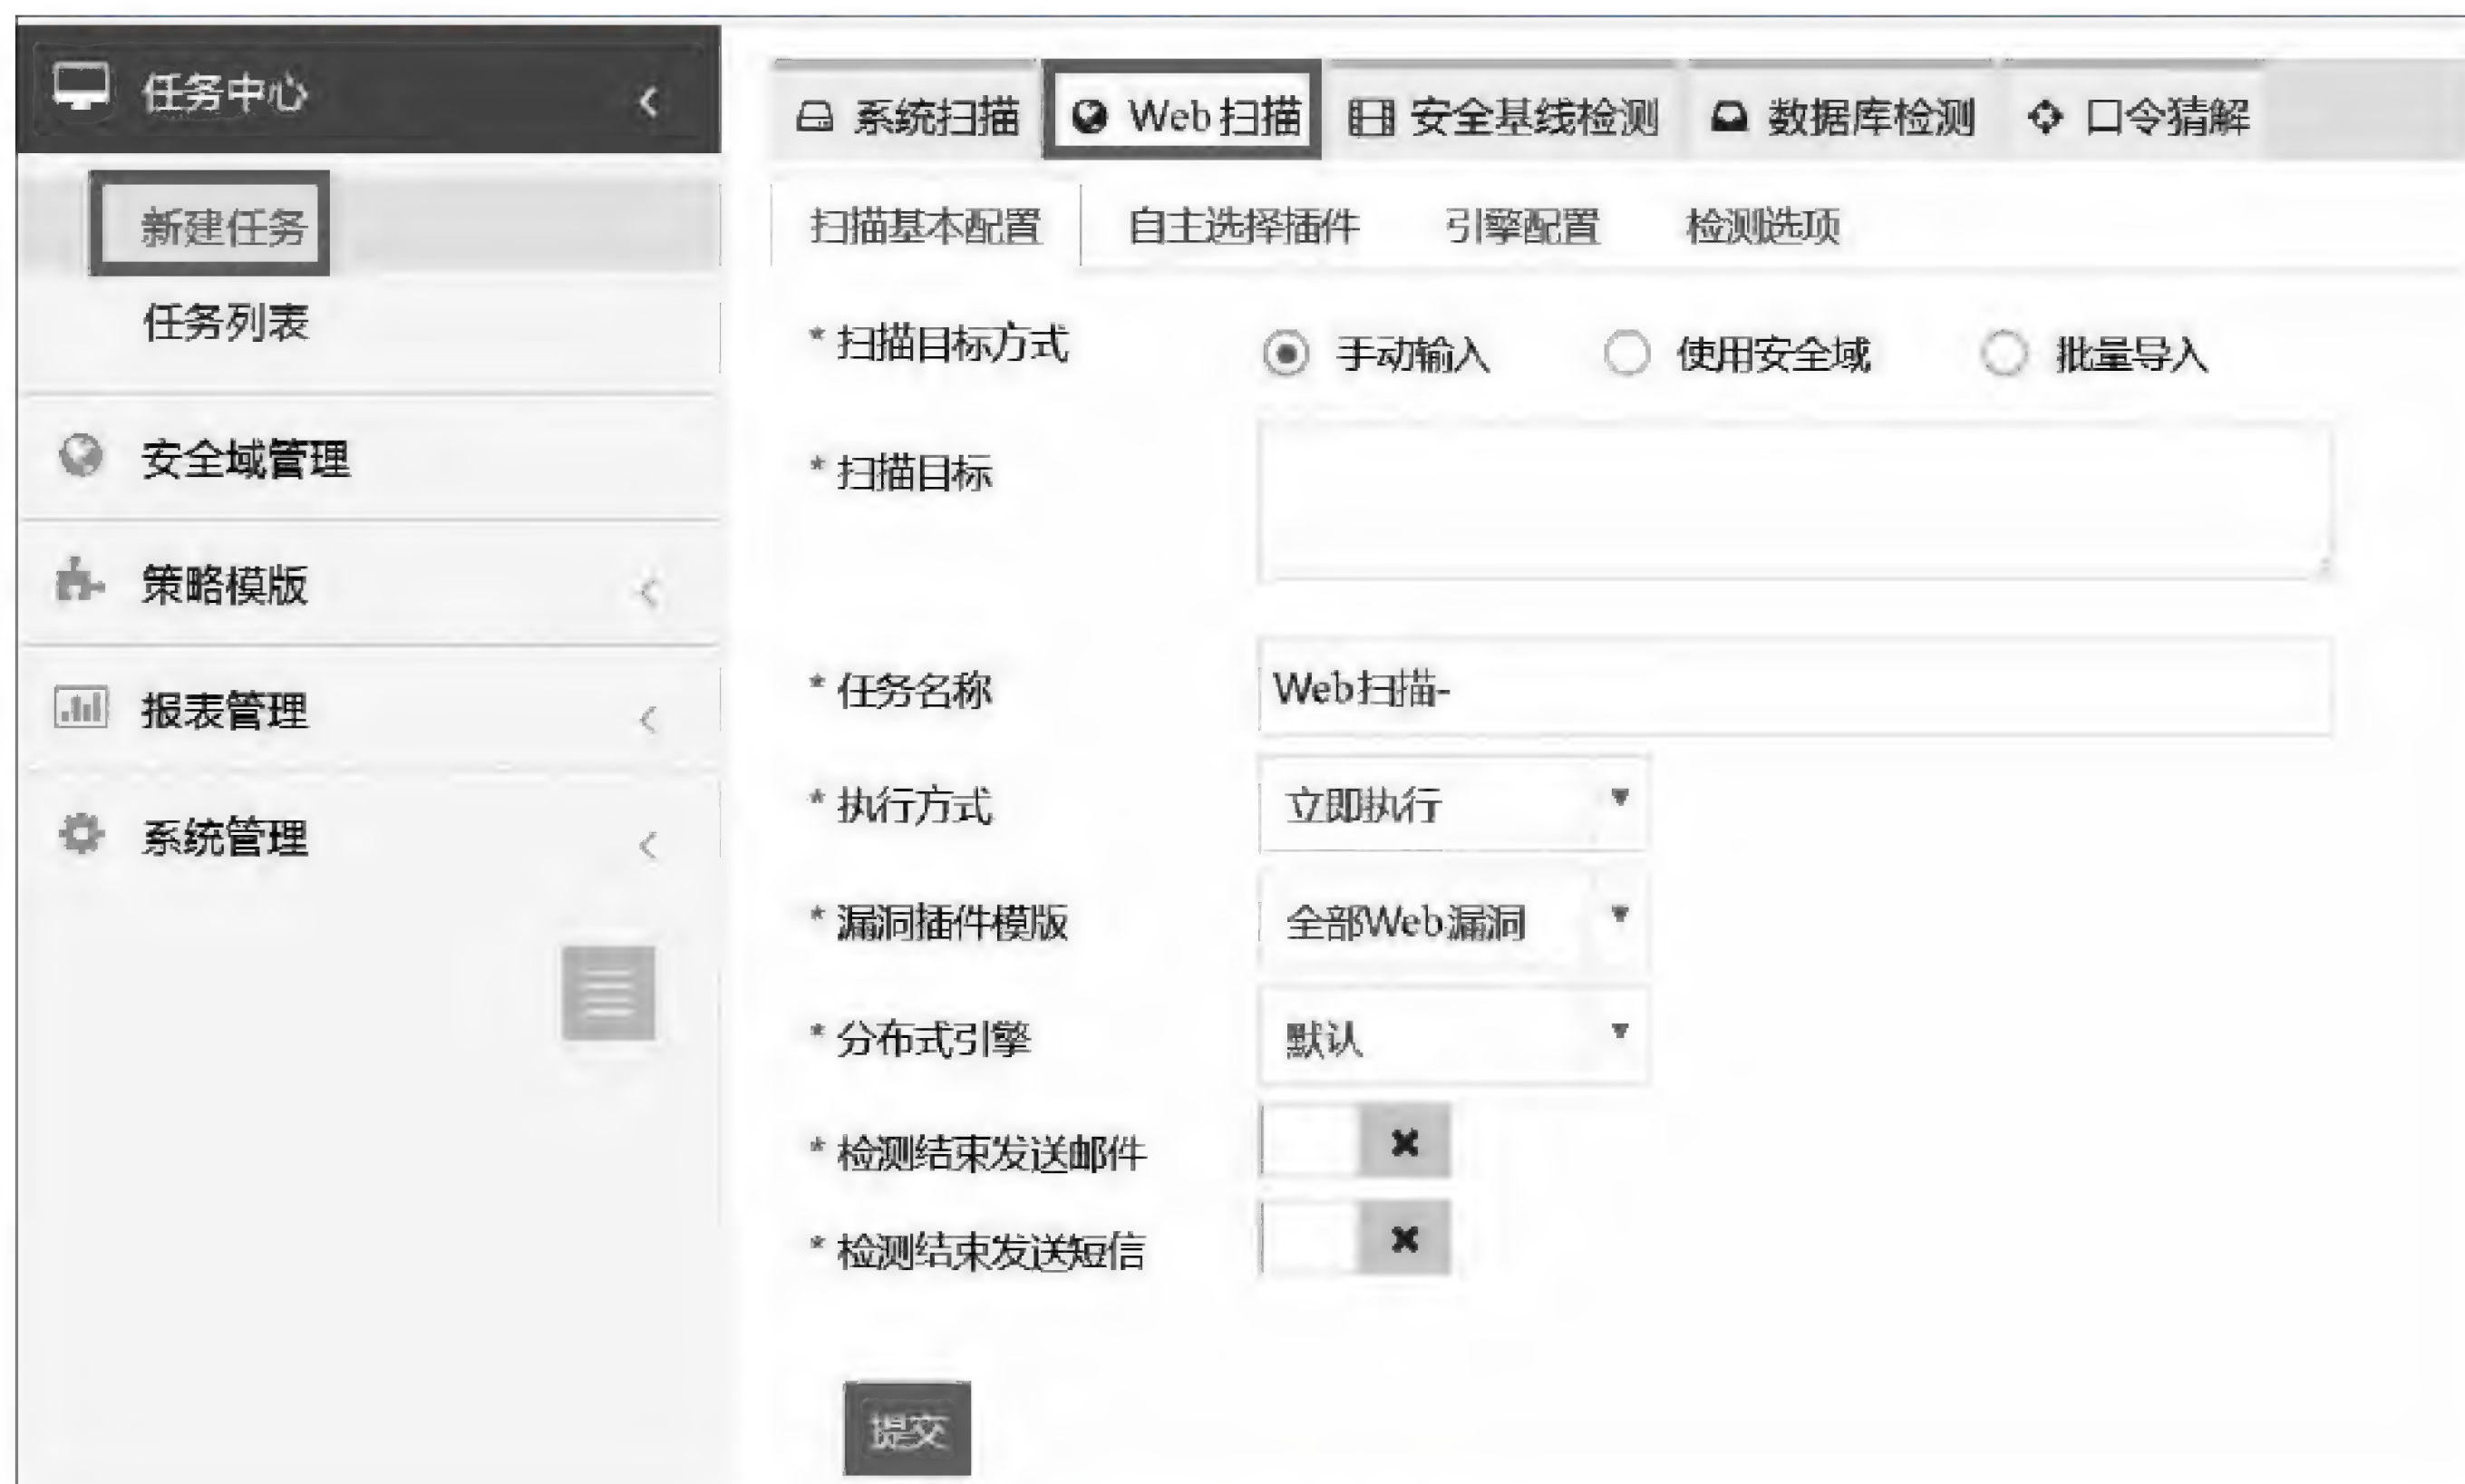 任务中心
新建任务
任务列表
安全域管理
策略模版
报表管理
系统管理
系统扫描 Web扫描 安全基线检测 数据库检测 口令猜解
扫描基本配置 自主选择插件 引擎配置 检测选项
* 扫描目标方式 手动输入 使用安全域 批量导入
* 扫描目标
* 任务名称 Web扫描-
* 执行方式 立即执行
* 漏洞插件模版 全部Web漏洞
* 分布式引擎 默认
* 检测结束发送邮件
* 检测结束发送短信
提交